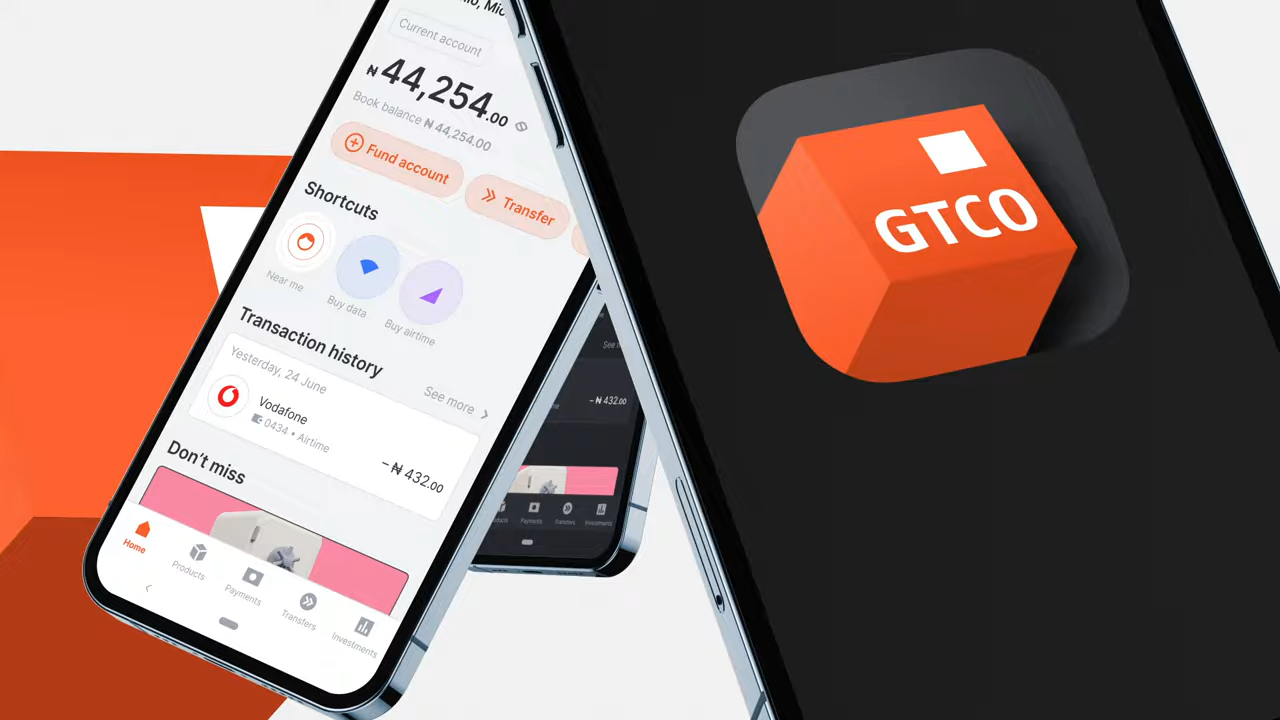 Current account
₦44,254.00
Book balance ₦ 44,254.00
Fund account
Transfer
Shortcuts
Near me
Buy data
Buy airtime
Transaction history
Yesterday, 24 June
See more
Vodafone
0434 • Airtime
– ₦ 432.00
Don't miss
Home
Products
Payments
Transfers
Investments
– ₦ 432.00
Payments
Transfers
Investments
GTCO